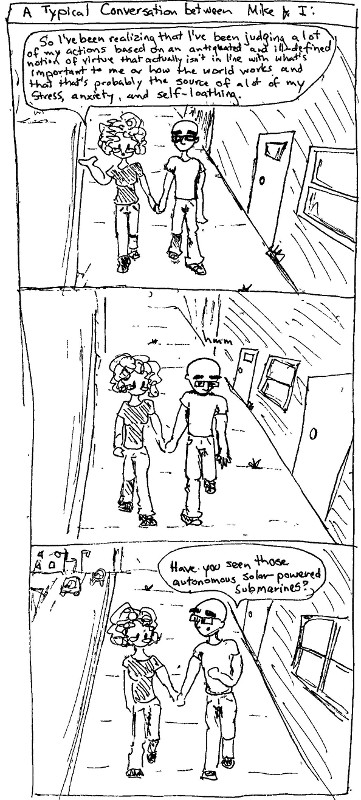 A Typical Conversation between Mike & I:
So I've been realizing that I've been judging a lot
of my actions based on an antiquated and ill-defined
notion of virtue that actually isn't in line with what's
important to me or how the world works and
that that's probably the source of a lot of my
stress, anxiety, and self-loathing.
hmm
Have you seen those
autonomous solar-powered
submarines?